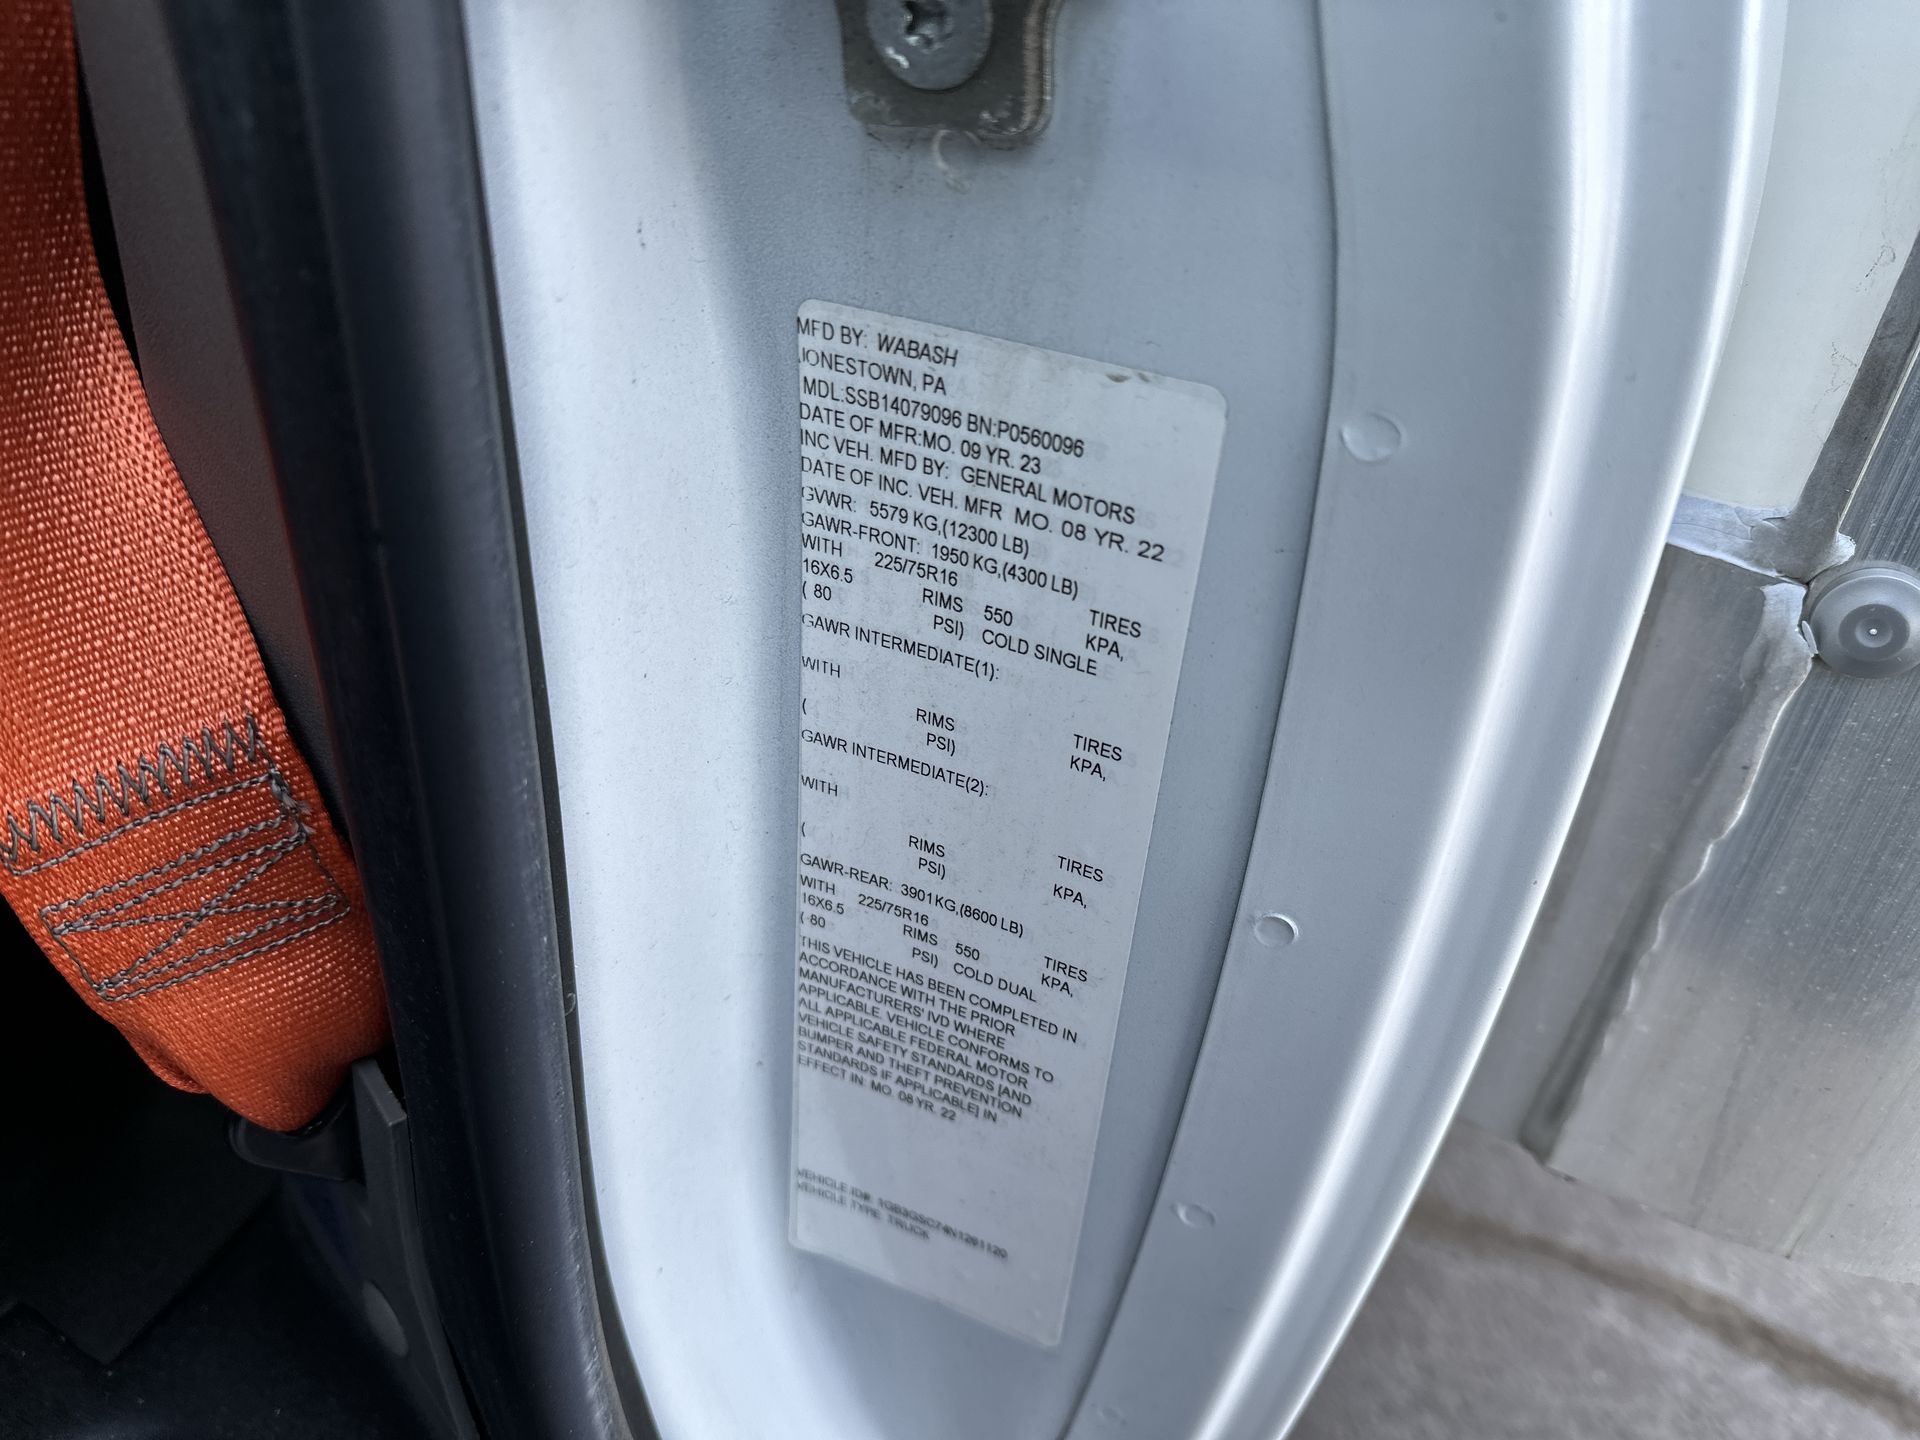 MFD BY: WABASH
JONESTOWN, PA
MDL:SSB14079096 BN:P0560096
DATE OF MFR:MO. 09 YR. 23
INC VEH. MFD BY: GENERAL MOTORS
DATE OF INC. VEH. MFR MO. 08 YR. 22
GVWR: 5579 KG,(12300 LB)
GAWR-FRONT: 1950 KG,(4300 LB)
WITH 225/75R16 TIRES
16X6.5 RIMS 550 KPA,
( 80 PSI) COLD SINGLE
GAWR INTERMEDIATE(1):
WITH TIRES
RIMS KPA,
( PSI)
GAWR INTERMEDIATE(2):
WITH TIRES
RIMS KPA,
( PSI)
GAWR-REAR: 3901KG,(8600 LB)
WITH 225/75R16 TIRES
16X6.5 RIMS 550 KPA,
( 80 PSI) COLD DUAL
THIS VEHICLE HAS BEEN COMPLETED IN
ACCORDANCE WITH THE PRIOR
MANUFACTURERS' IVD WHERE
APPLICABLE. VEHICLE CONFORMS TO
ALL APPLICABLE FEDERAL MOTOR
VEHICLE SAFETY STANDARDS [AND
BUMPER AND THEFT PREVENTION
STANDARDS IF APPLICABLE] IN
EFFECT IN: MO. 08 YR. 22
VEHICLE ID#: 1GB3GSC74N1201120
VEHICLE TYPE: TRUCK